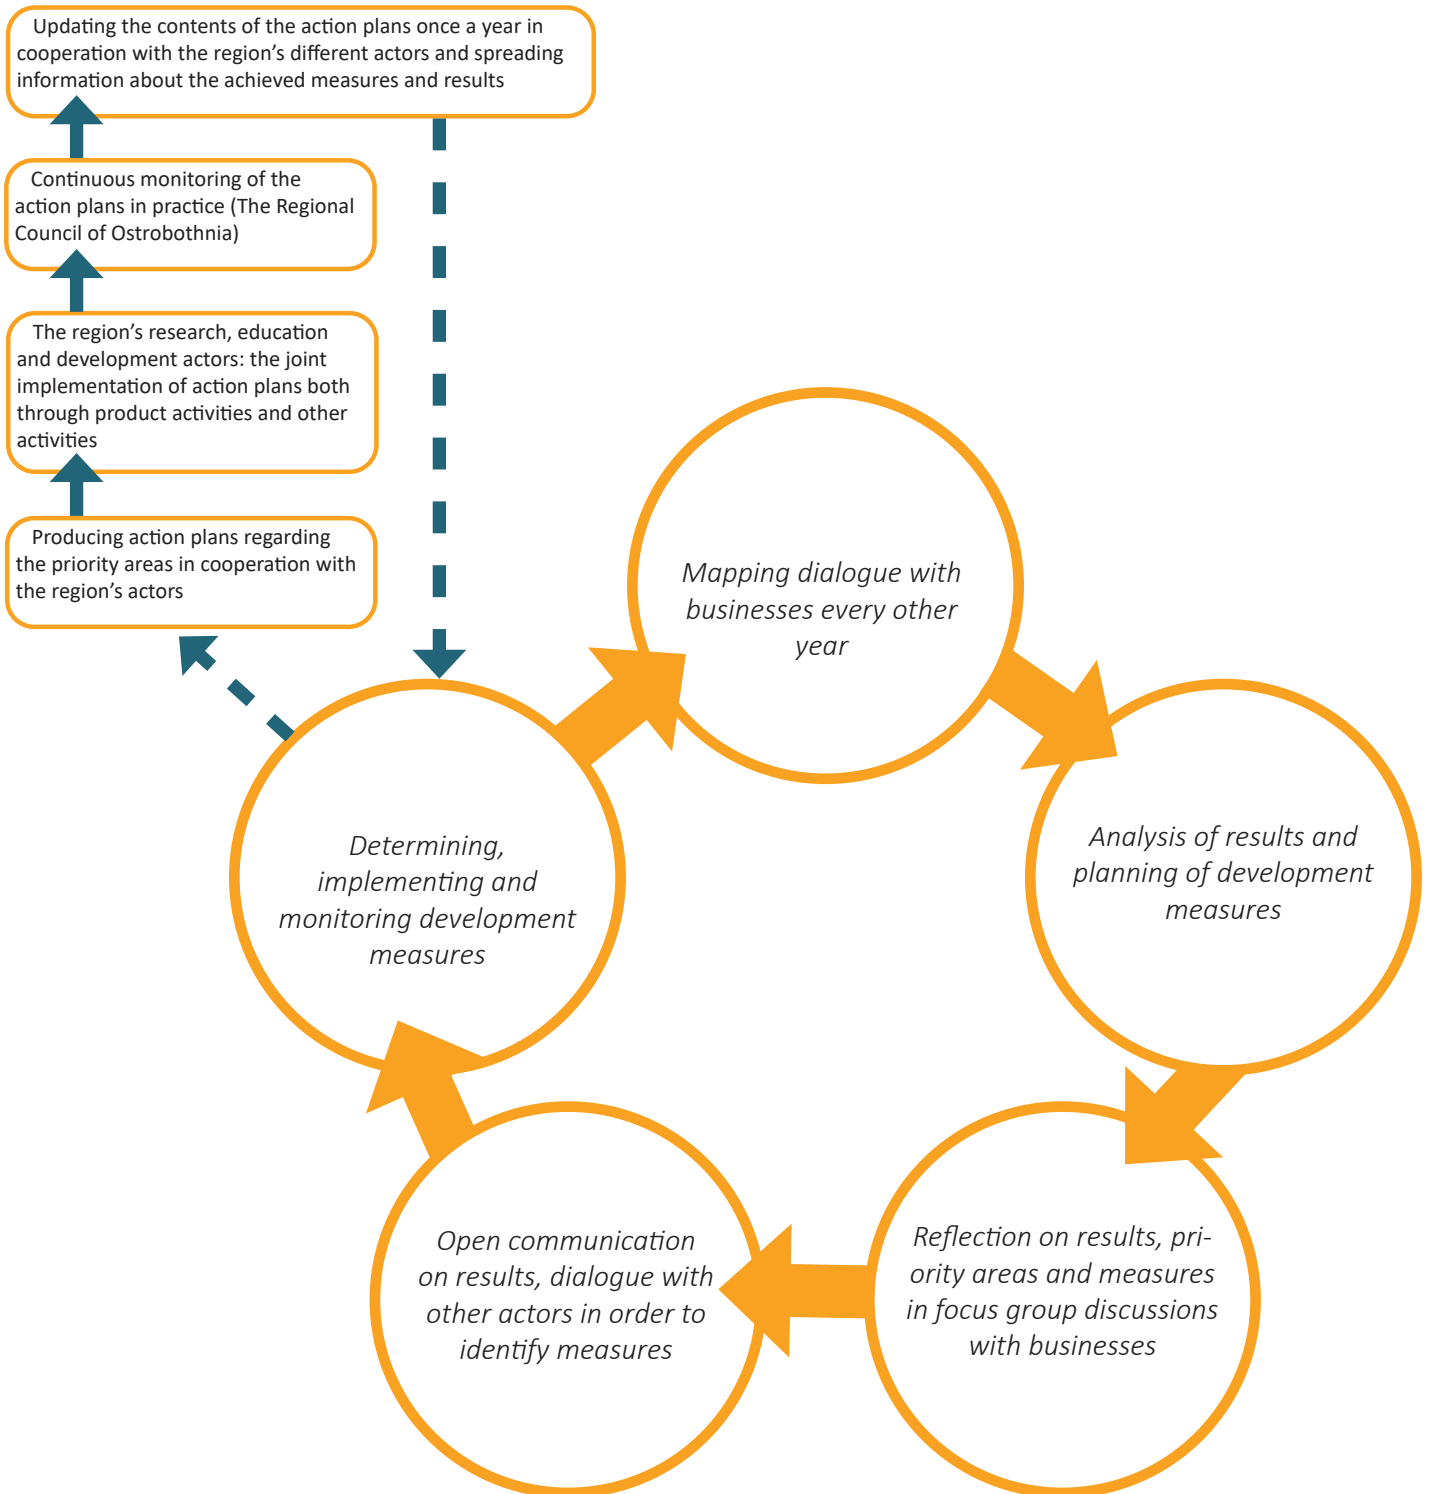 Updating the contents of the action plans once a year in
cooperation with the region’s different actors and spreading
information about the achieved measures and results
Continuous monitoring of the
action plans in practice (The Regional
Council of Ostrobothnia)
The region’s research, education
and development actors: the joint
implementation of action plans both
through product activities and other
activities
Producing action plans regarding
the priority areas in cooperation with
the region’s actors
Mapping dialogue with
businesses every other
year
Analysis of results and
planning of development
measures
Reflection on results, pri-
ority areas and measures
in focus group discussions
with businesses
Open communication
on results, dialogue with
other actors in order to
identify measures
Determining,
implementing and
monitoring development
measures